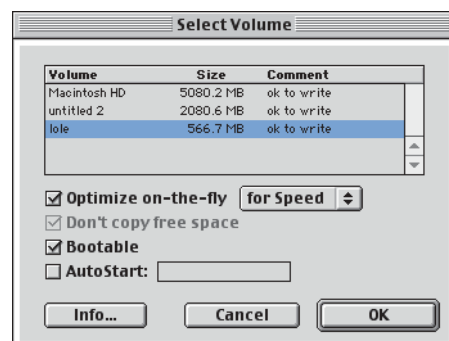 Select Volume
Volume Size Comment
Macintosh HD 5080.2 MB ok to write
untitled 2 2080.6 MB ok to write
lole 566.7 MB ok to write
Optimize on-the-fly for Speed
Don't copy free space
Bootable
AutoStart:
Info... Cancel OK